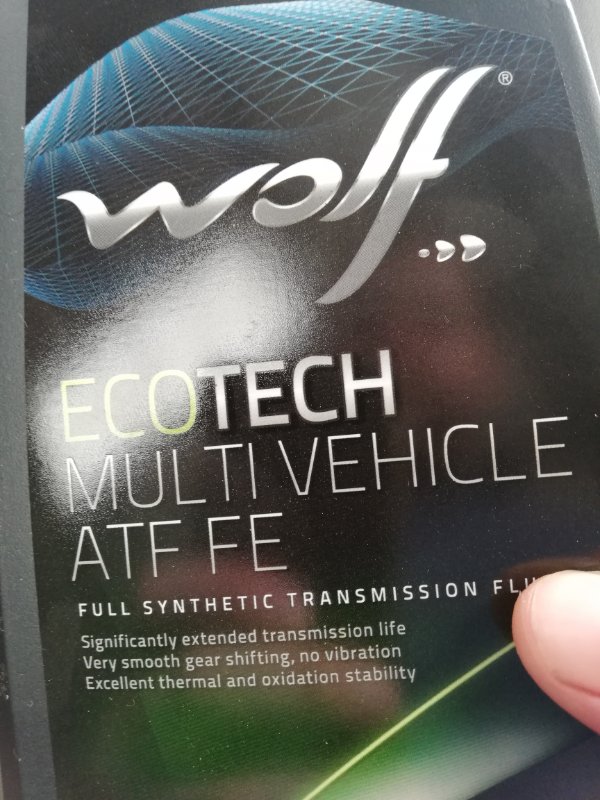 wolf®
ECOTECH
MULTI VEHICLE
ATF FE
FULL SYNTHETIC TRANSMISSION
Significantly extended transmission life
Very smooth gear shifting, no vibration
Excellent thermal and oxidation stability